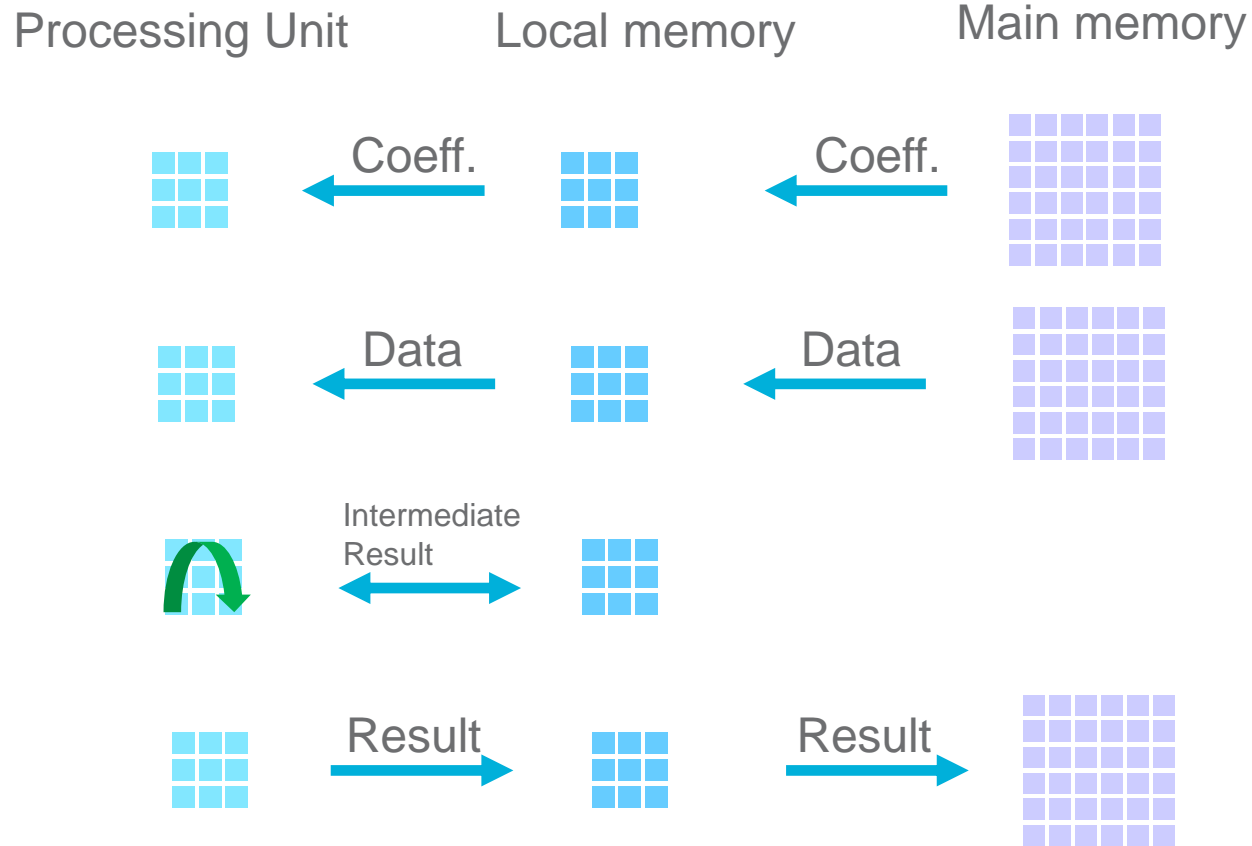 Processing Unit
Local memory
Main memory
Coeff.
Coeff.
Data
Data
Intermediate
Result
Result
Result